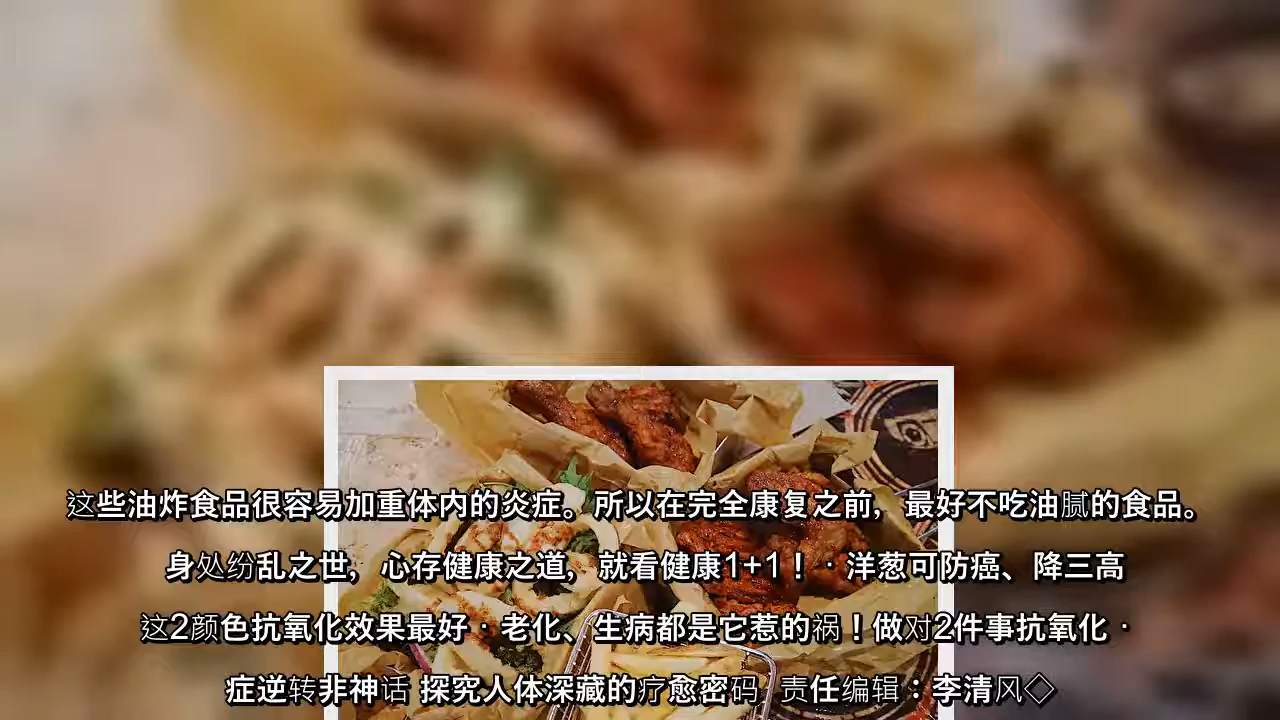 这些油炸食品很容易加重体内的炎症。所以在完全康复之前，最好不吃油腻的食品。
身处纷乱之世，心存健康之道，就看健康1+1！· 洋葱可防癌、降三高
这2颜色抗氧化效果最好 · 老化、生病都是它惹的祸！做对2件事抗氧化 ·
症逆转非神话 探究人体深藏的疗愈密码 责任编辑：李清风◇